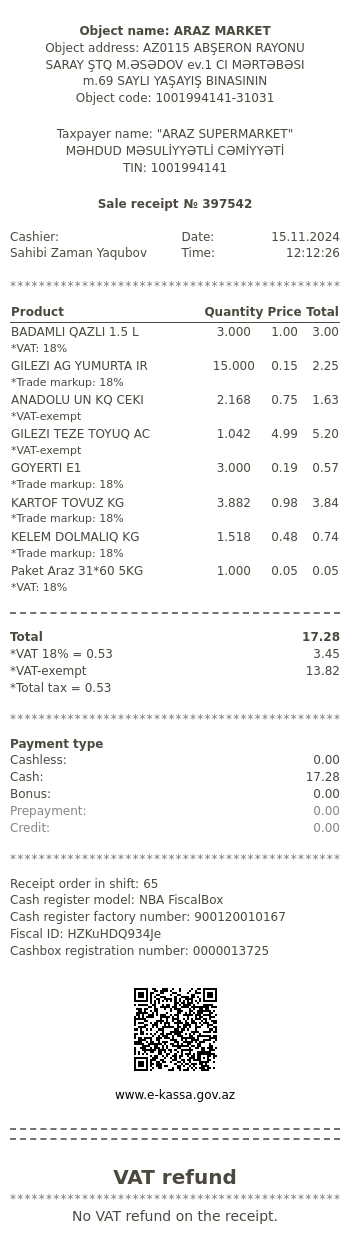 Object name: ARAZ MARKET
Object address: AZ0115 ABŞERON RAYONU
SARAY ŞTQ M.ƏSƏDOV ev.1 CI MƏRTƏBƏSI
m.69 SAYLI YAŞAYIŞ BINASININ
Object code: 1001994141-31031
Taxpayer name: "ARAZ SUPERMARKET"
MƏHDUD MƏSULİYYƏTLİ CƏMİYYƏTİ
TIN: 1001994141
Sale receipt № 397542
Cashier: Date: 15.11.2024
Sahibi Zaman Yaqubov Time: 12:12:26
********************************************
Product Quantity Price Total
BADAMLI QAZLI 1.5 L 3.000 1.00 3.00
*VAT: 18%
GILEZI AG YUMURTA IR 15.000 0.15 2.25
*Trade markup: 18%
ANADOLU UN KQ CEKI 2.168 0.75 1.63
*VAT-exempt
GILEZI TEZE TOYUQ AC 1.042 4.99 5.20
*VAT-exempt
GOYERTI E1 3.000 0.19 0.57
*Trade markup: 18%
KARTOF TOVUZ KG 3.882 0.98 3.84
*Trade markup: 18%
KELEM DOLMALIQ KG 1.518 0.48 0.74
*Trade markup: 18%
Paket Araz 31*60 5KG 1.000 0.05 0.05
*VAT: 18%
Total 17.28
*VAT 18% = 0.53 3.45
*VAT-exempt 13.82
*Total tax = 0.53
********************************************
Payment type
Cashless: 0.00
Cash: 17.28
Bonus: 0.00
Prepayment: 0.00
Credit: 0.00
********************************************
Receipt order in shift: 65
Cash register model: NBA FiscalBox
Cash register factory number: 900120010167
Fiscal ID: HZKuHDQ934Je
Cashbox registration number: 0000013725
www.e-kassa.gov.az
VAT refund
********************************************
No VAT refund on the receipt.